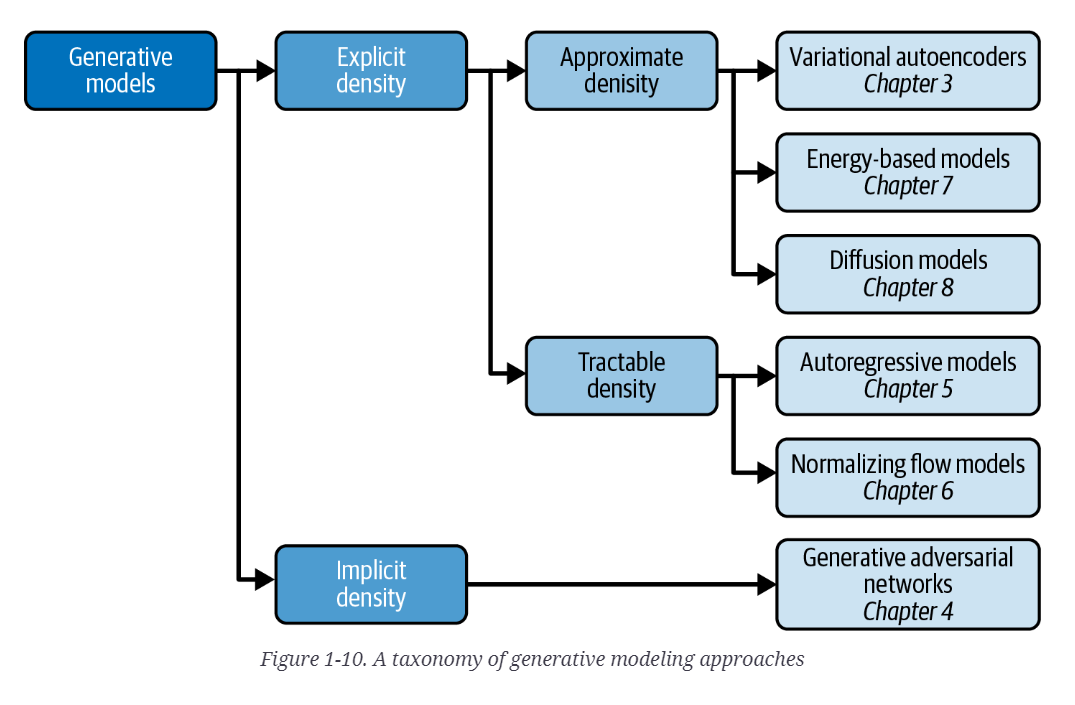 Generative
models
Explicit
density
Approximate
denisity
Variational autoencoders
Chapter 3
Energy-based models
Chapter 7
Diffusion models
Chapter 8
Tractable
density
Autoregressive models
Chapter 5
Normalizing flow models
Chapter 6
Implicit
density
Generative adversarial
networks
Chapter 4
Figure 1-10. A taxonomy of generative modeling approaches